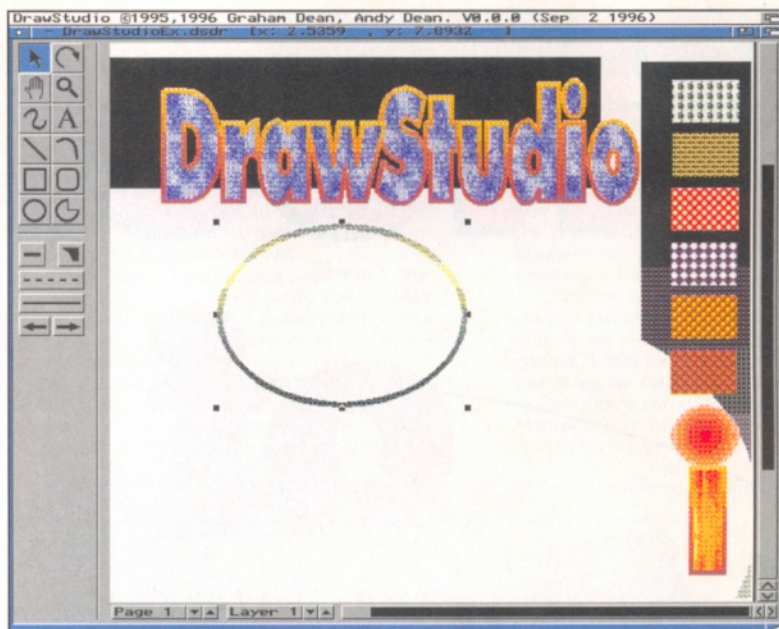 DrawStudio ©1995,1996 Graham Dean, Andy Dean. V0.0.0 (Sep 2 1996)
- DrawStudioEx.dsdr [x: 2.5359 , y: 7.8932 ]
DrawStudio
A
Page 1
Layer 1